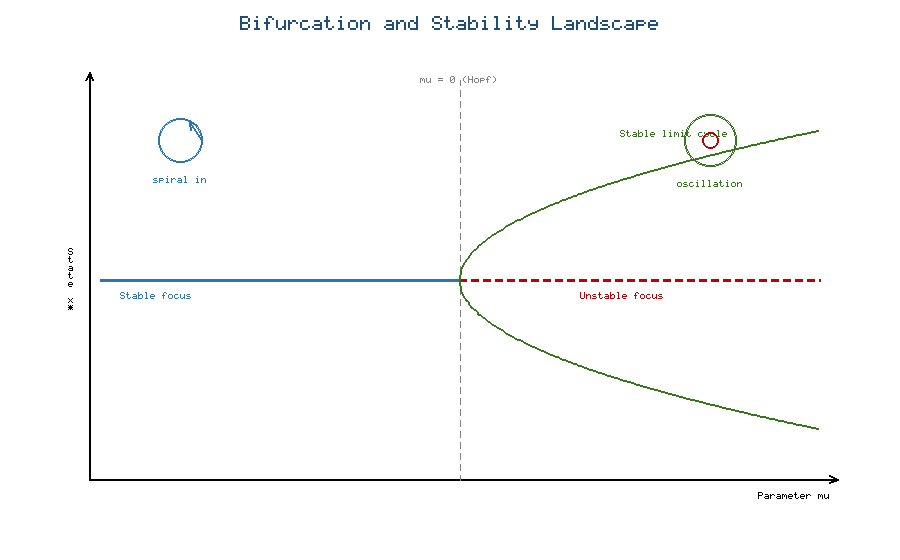 Bifurcation and Stability Landscape
mu = 0 (Hopf)
Stable limit cycle
spiral in
oscillation
State x*
Stable focus
Unstable focus
Parameter mu